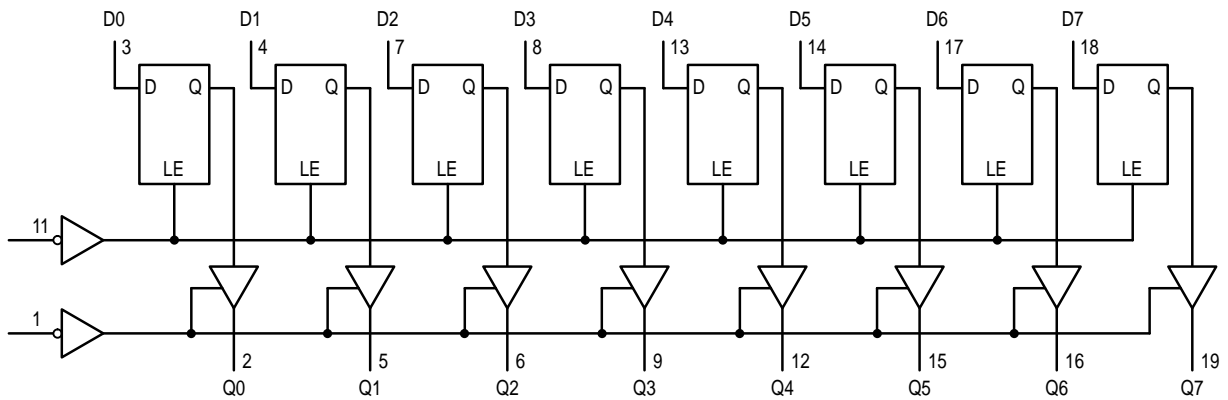 D0 D1 D2 D3 D4 D5 D6 D7
3 4 7 8 13 14 17 18
D Q D Q D Q D Q D Q D Q D Q D Q
LE LE LE LE LE LE LE LE
11
1
2 5 6 9 12 15 16 19
Q0 Q1 Q2 Q3 Q4 Q5 Q6 Q7